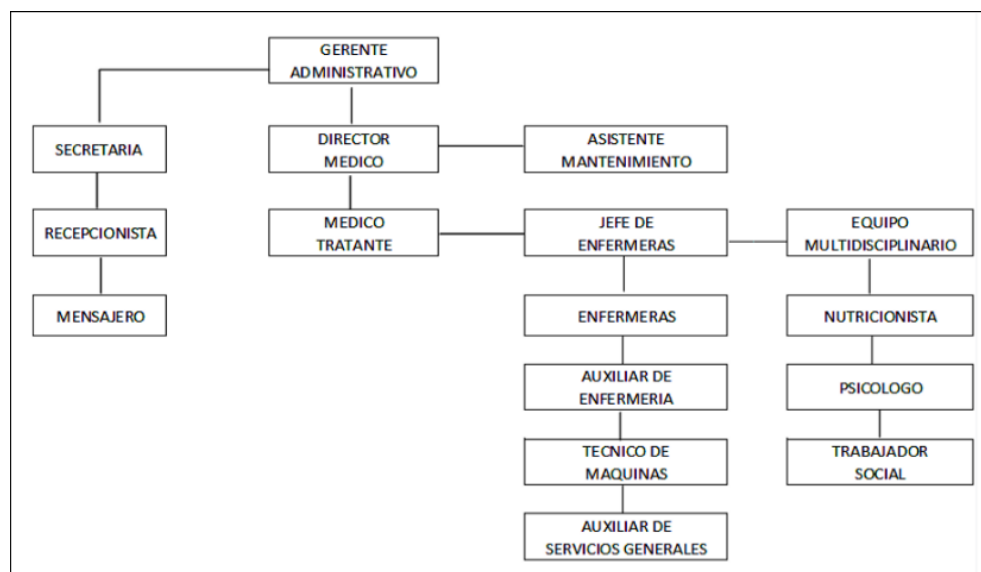 GERENTE
ADMINISTRATIVO
SECRETARIA
DIRECTOR
MEDICO
ASISTENTE
MANTENIMIENTO
RECEPCIONISTA
MEDICO
TRATANTE
JEFE DE
ENFERMERAS
EQUIPO
MULTIDISCIPLINARIO
MENSAJERO
ENFERMERAS
NUTRICIONISTA
AUXILIAR DE
ENFERMERIA
PSICOLOGO
TECNICO DE
MAQUINAS
TRABAJADOR
SOCIAL
AUXILIAR DE
SERVICIOS GENERALES